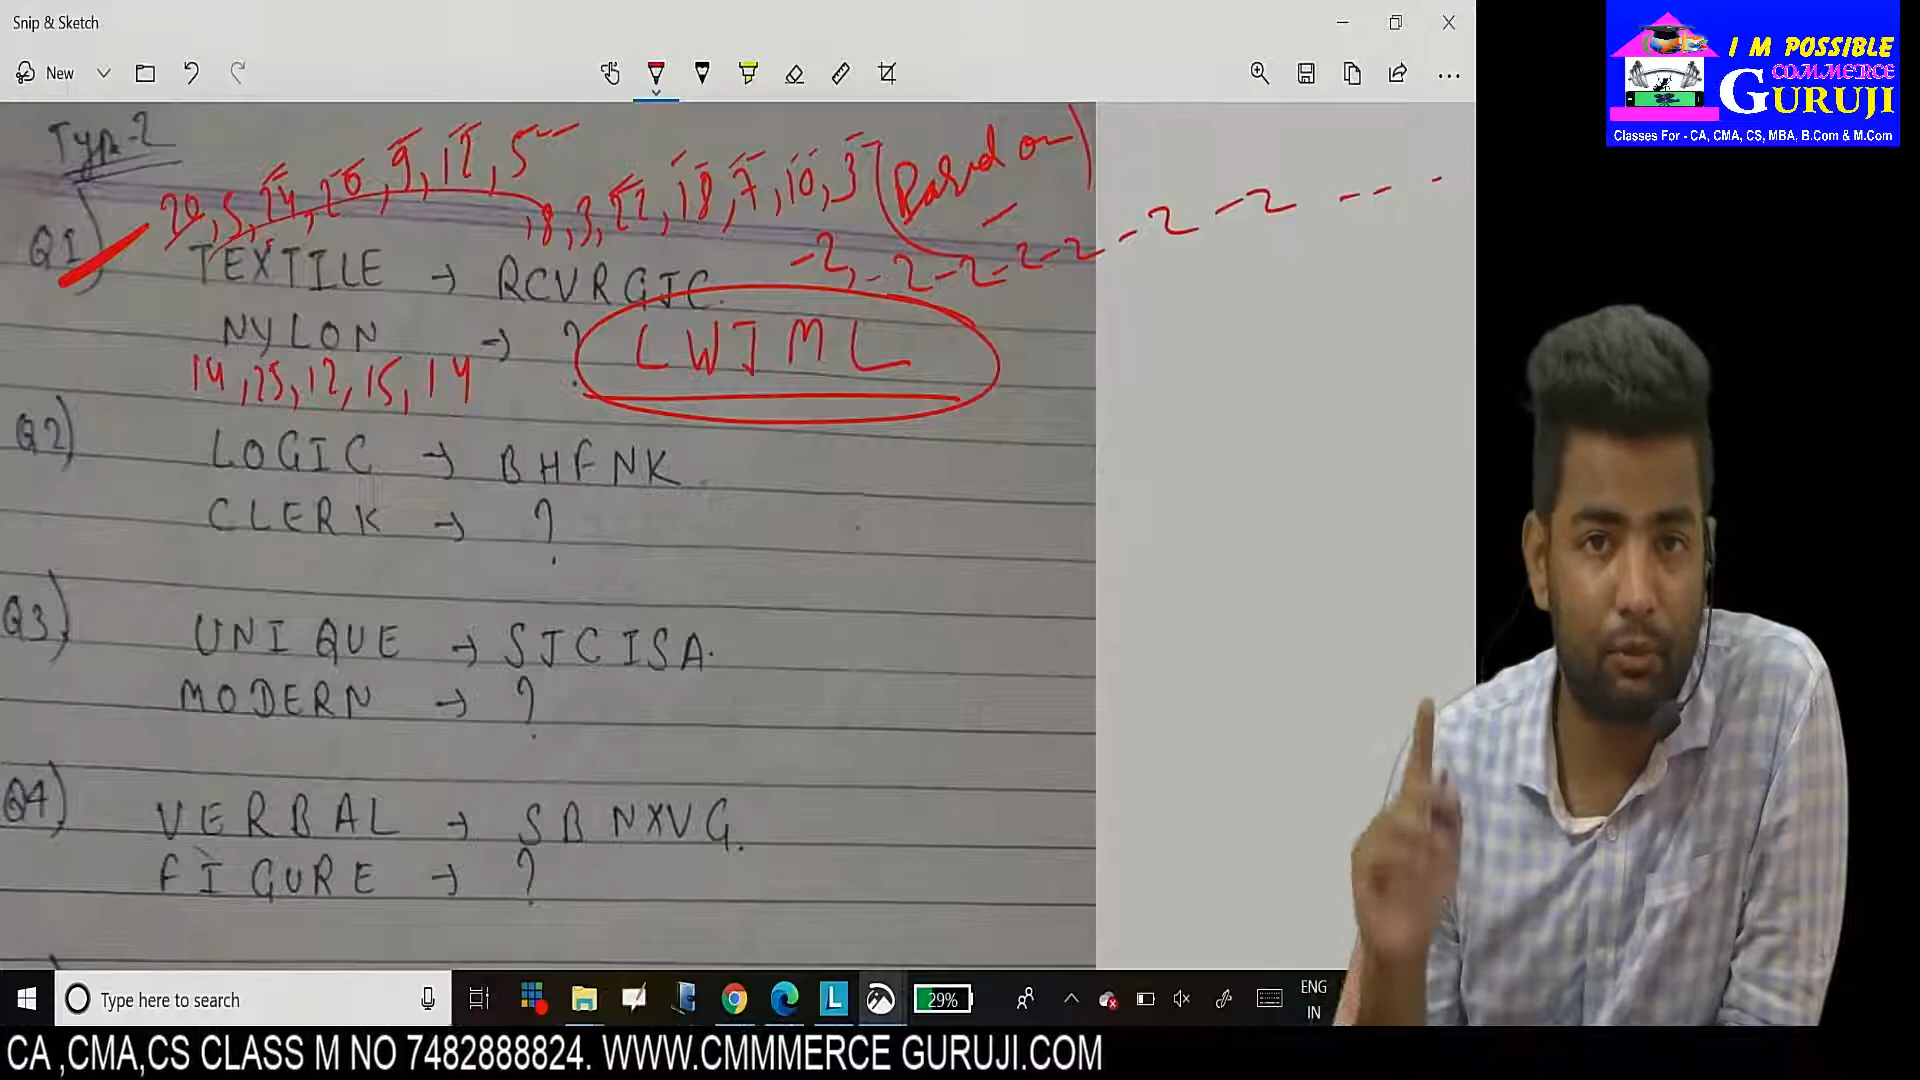 Snip & Sketch
New
I M POSSIBLE
COMMERCE
GURUJI
Classes For - CA, CMA, CS, MBA, B.Com & M.Com
Type-2
20, 5, 24, 20, 9, 12, 5
18, 3, 22, 18, 7, 10, 3 (Based on)
-2, -2 -2 -2 -2 -2 -2
Q1) TEXTILE → RCVRGJC.
NYLON → ? LWJML
14, 25, 12, 15, 14
Q2) LOGIC → BHFNK.
CLERK → ?
Q3) UNIQUE → SJCISA.
MODERN → ?
Q4) VERBAL → SBNXVG.
FIGURE → ?
Type here to search
29%
ENG
IN
CA ,CMA,CS CLASS M NO 7482888824. WWW.CMMMERCE GURUJI.COM